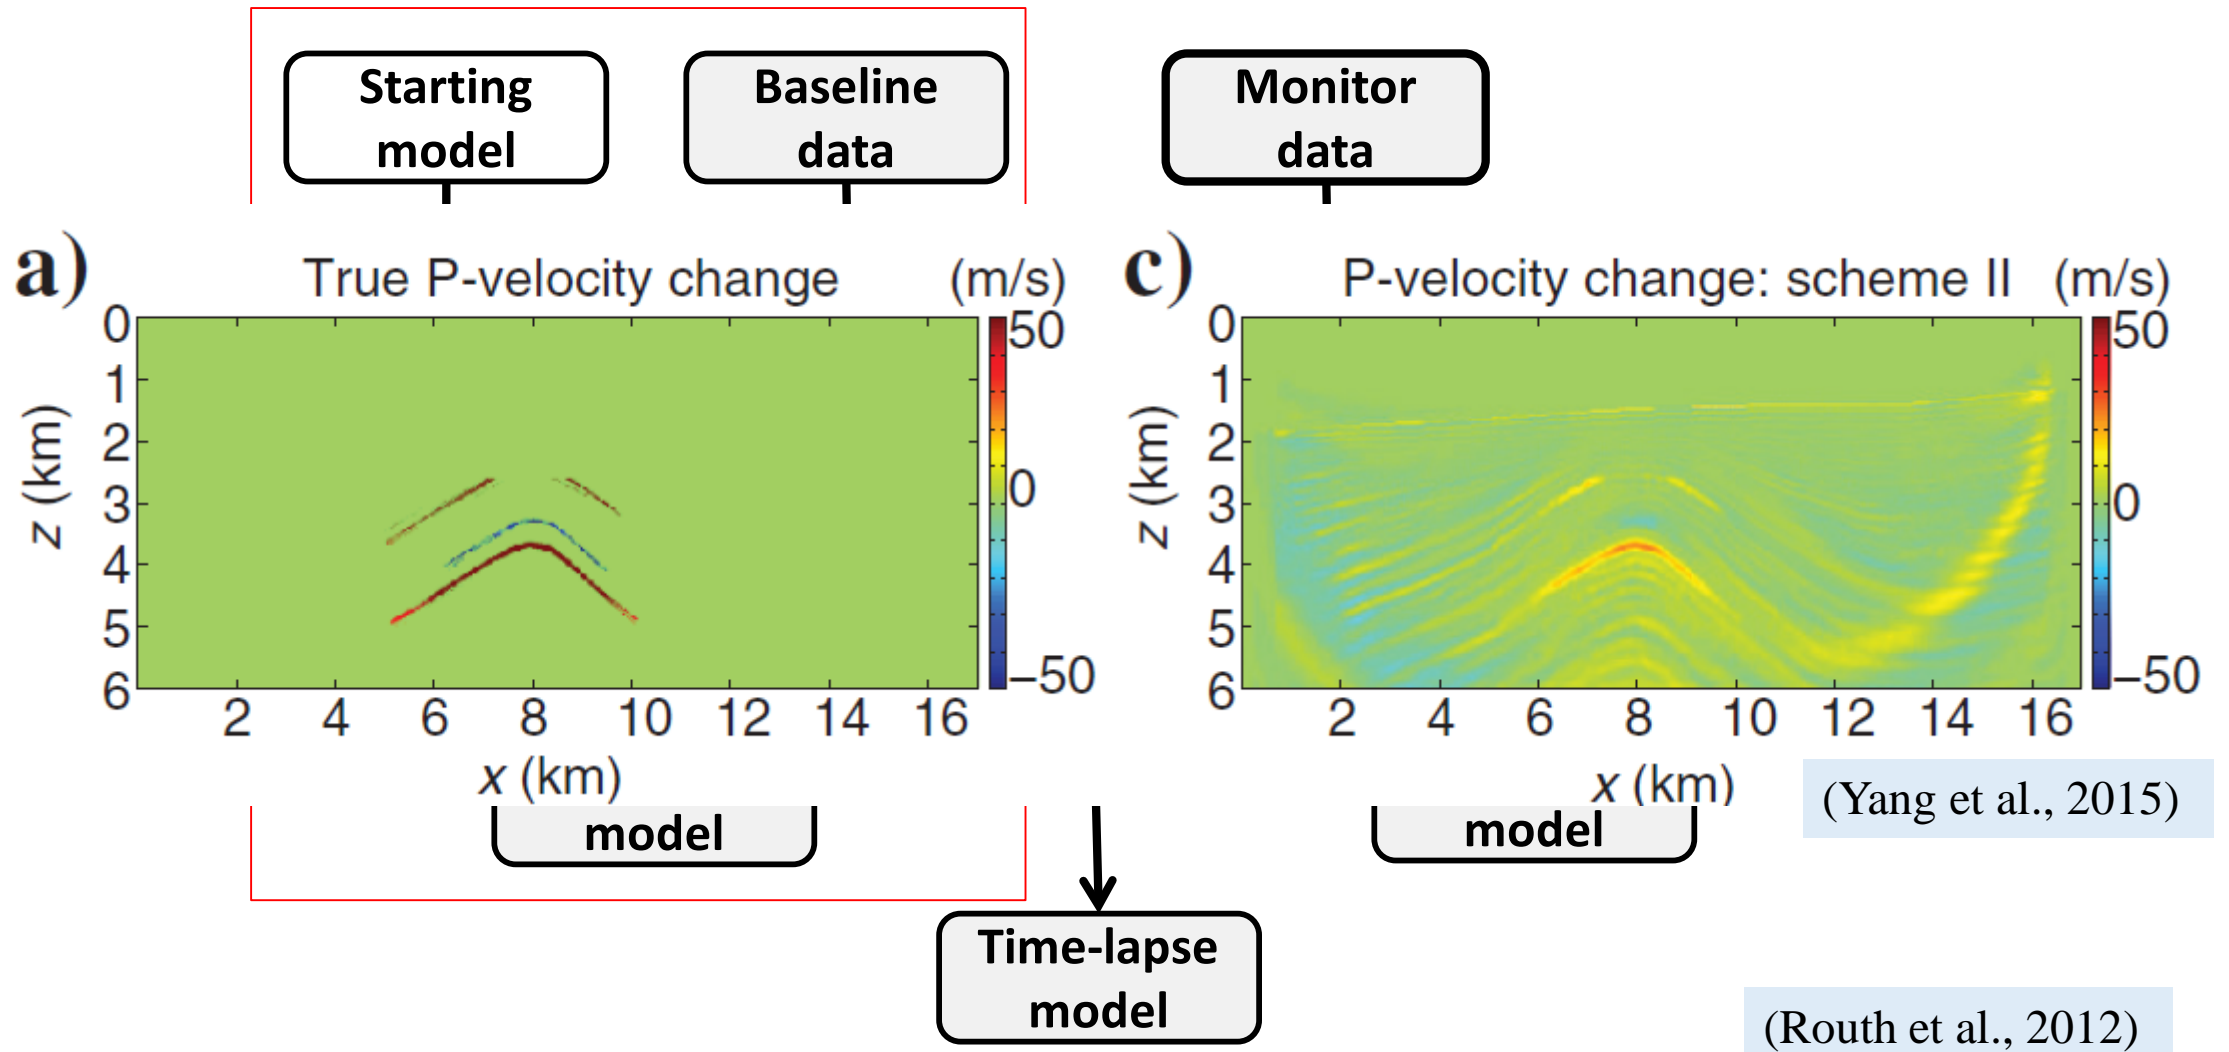 Starting
model
Baseline
data
Monitor
data
a)
True P-velocity change
(m/s)
0
1
2
3
4
5
6
z (km)
2
4
6
8
10
12
14
16
x (km)
50
0
−50
c)
P-velocity change: scheme II
(m/s)
0
1
2
3
4
5
6
z (km)
2
4
6
8
10
12
14
16
x (km)
50
0
−50
(Yang et al., 2015)
model
model
Time-lapse
model
(Routh et al., 2012)